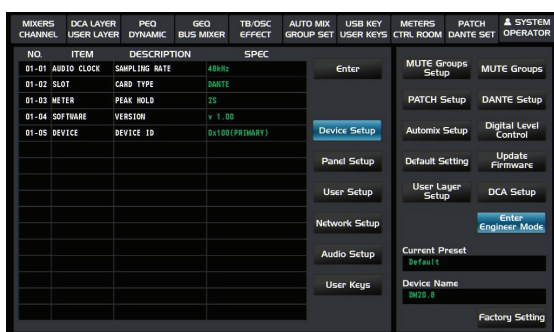 MIXERS DCA LAYER PEQ GEQ TB/OSC AUTO MIX USB KEY METERS PATCH SYSTEM
CHANNEL USER LAYER DYNAMIC BUS MIXER EFFECT GROUP SET USER KEYS CTRL ROOM DANTE SET OPERATOR
NO. ITEM DESCRIPTION SPEC
01-01 AUDIO CLOCK SAMPLING RATE 48kHz
01-02 SLOT CARD TYPE DANTE
01-03 METER PEAK HOLD 2S
01-04 SOFTWARE VERSION v 1.00
01-05 DEVICE DEVICE ID 0x100(PRIMARY)
Enter
Device Setup
Panel Setup
User Setup
Network Setup
Audio Setup
User Keys
MUTE Groups
Setup
MUTE Groups
PATCH Setup
DANTE Setup
Automix Setup
Digital Level
Control
Default Setting
Update
Firmware
User Layer
Setup
DCA Setup
Enter
Engineer Mode
Current Preset
Default
Device Name
DM20.8
Factory Setting